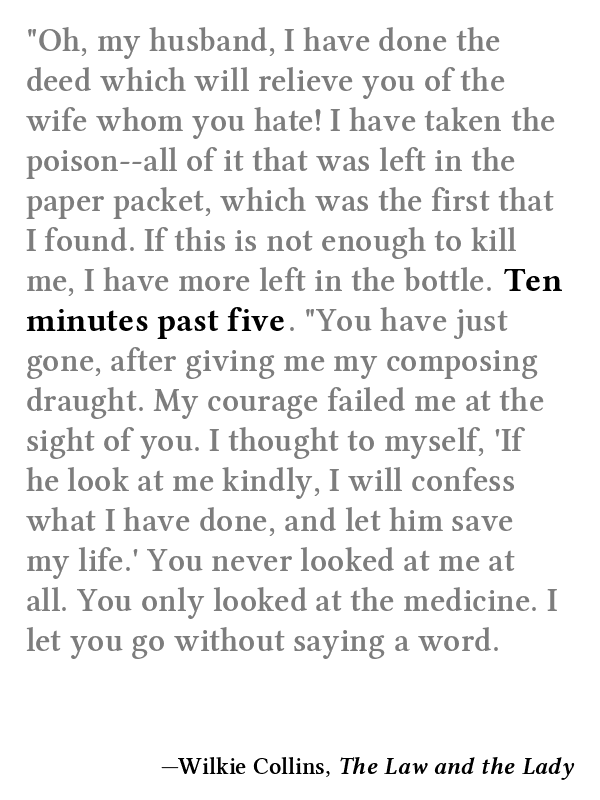 "Oh, my husband, I have done the
deed which will relieve you of the
wife whom you hate! I have taken the
poison--all of it that was left in the
paper packet, which was the first that
I found. If this is not enough to kill
me, I have more left in the bottle. Ten
minutes past five. "You have just
gone, after giving me my composing
draught. My courage failed me at the
sight of you. I thought to myself, 'If
he look at me kindly, I will confess
what I have done, and let him save
my life.' You never looked at me at
all. You only looked at the medicine. I
let you go without saying a word.
—Wilkie Collins, The Law and the Lady